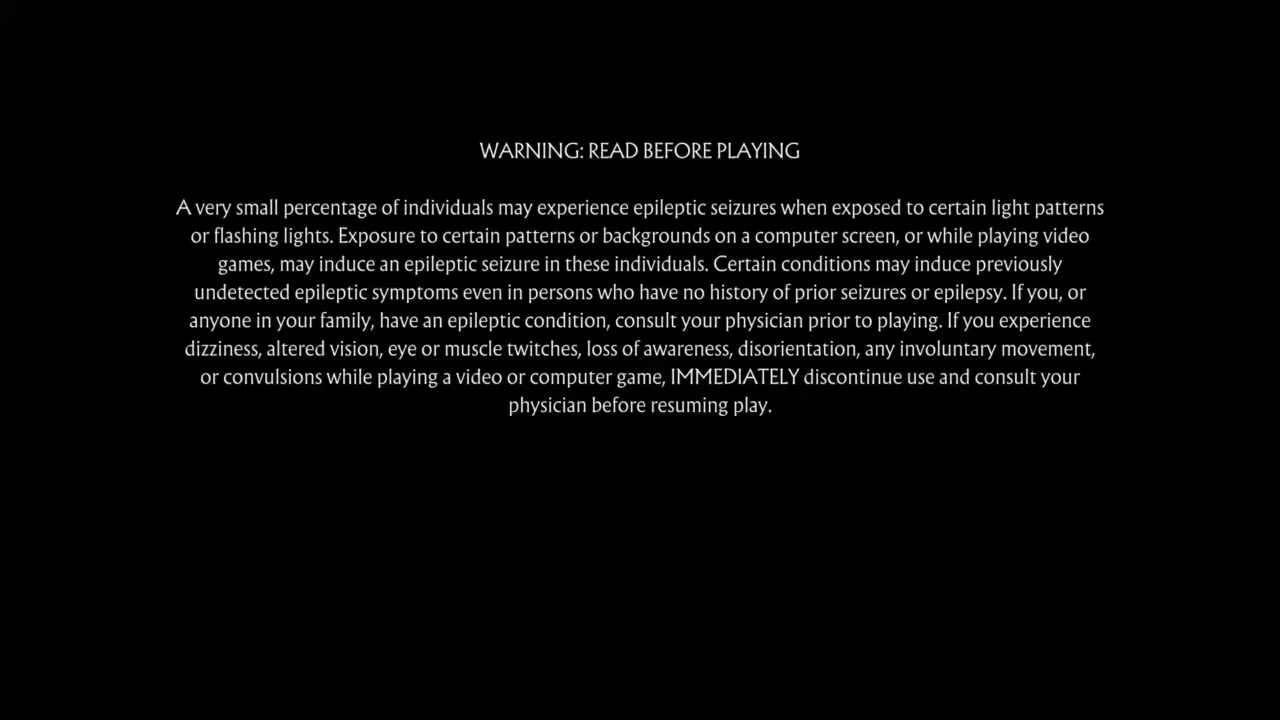 WARNING: READ BEFORE PLAYING
A very small percentage of individuals may experience epileptic seizures when exposed to certain light patterns
or flashing lights. Exposure to certain patterns or backgrounds on a computer screen, or while playing video
games, may induce an epileptic seizure in these individuals. Certain conditions may induce previously
undetected epileptic symptoms even in persons who have no history of prior seizures or epilepsy. If you, or
anyone in your family, have an epileptic condition, consult your physician prior to playing. If you experience
dizziness, altered vision, eye or muscle twitches, loss of awareness, disorientation, any involuntary movement,
or convulsions while playing a video or computer game, IMMEDIATELY discontinue use and consult your
physician before resuming play.